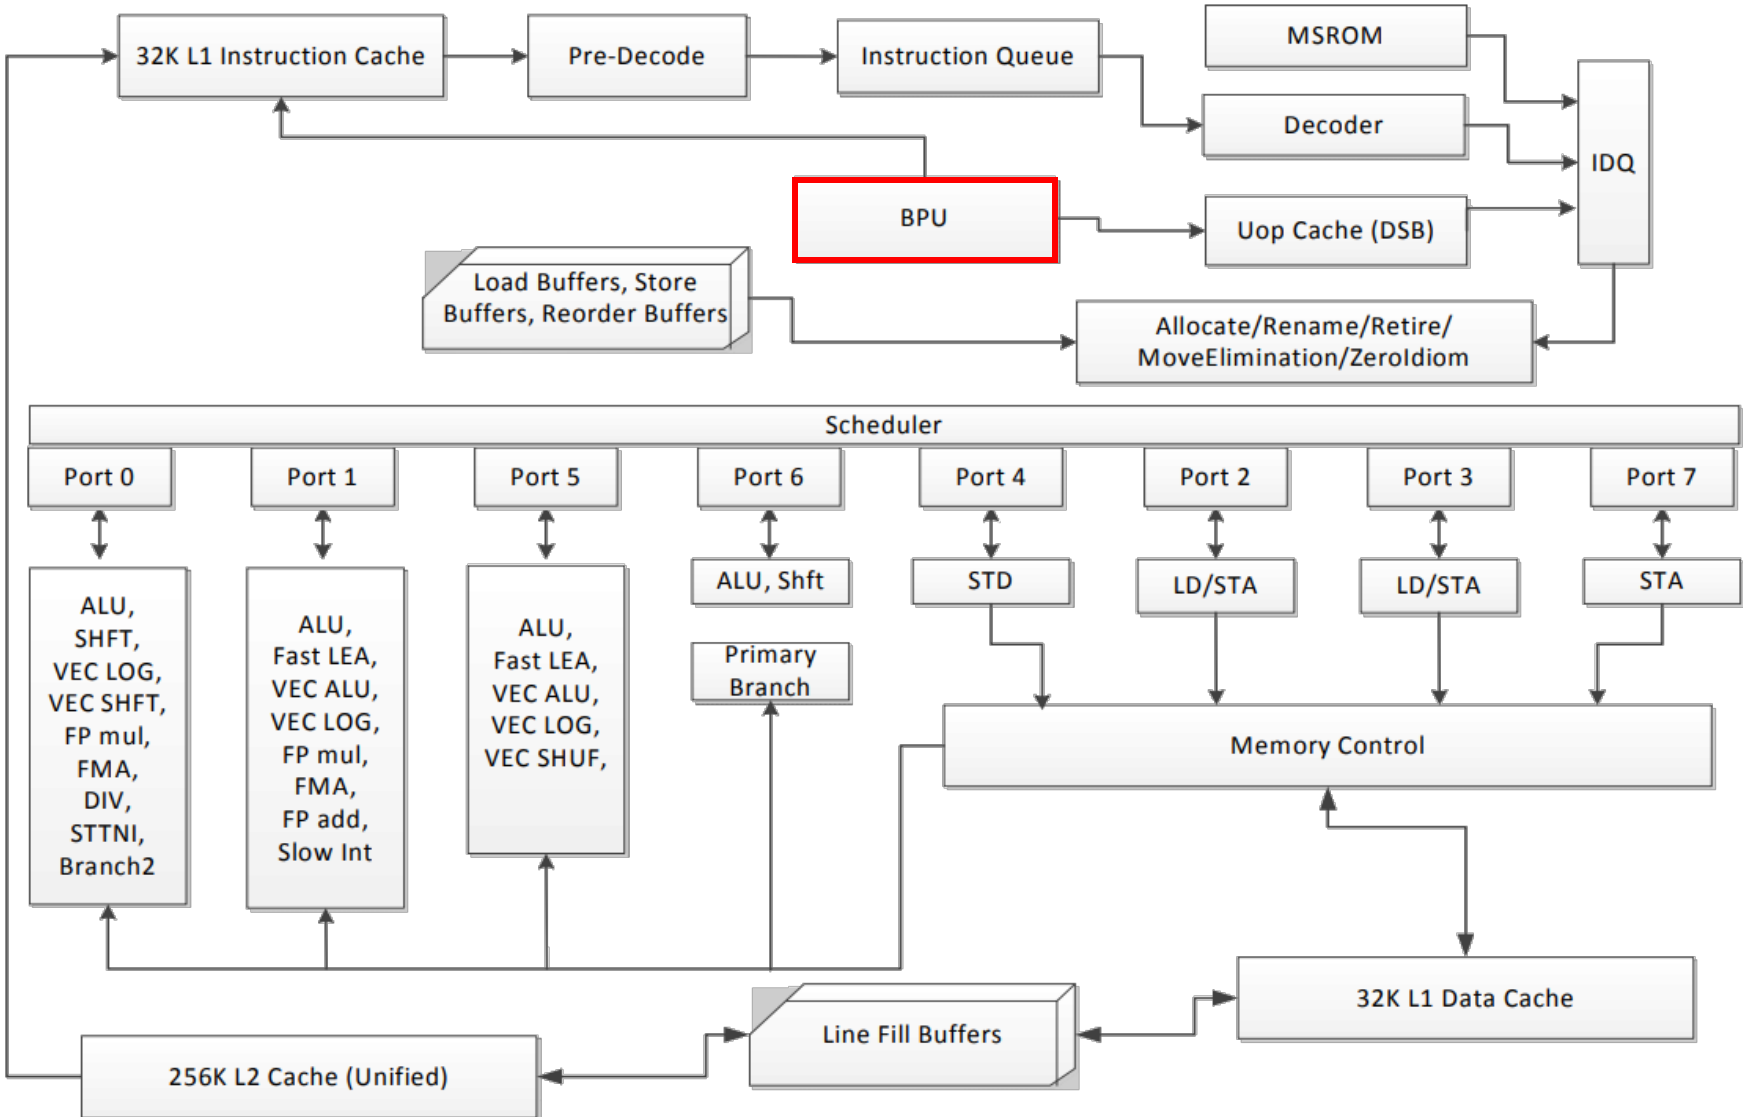 32K L1 Instruction Cache
Pre-Decode
Instruction Queue
MSROM
Decoder
IDQ
BPU
Uop Cache (DSB)
Load Buffers, Store
Buffers, Reorder Buffers
Allocate/Rename/Retire/
MoveElimination/ZeroIdiom
Scheduler
Port 0
Port 1
Port 5
Port 6
Port 4
Port 2
Port 3
Port 7
ALU,
SHFT,
VEC LOG,
VEC SHFT,
FP mul,
FMA,
DIV,
STTNI,
Branch2
ALU,
Fast LEA,
VEC ALU,
VEC LOG,
FP mul,
FMA,
FP add,
Slow Int
ALU,
Fast LEA,
VEC ALU,
VEC LOG,
VEC SHUF,
ALU, Shft
Primary
Branch
STD
LD/STA
LD/STA
STA
Memory Control
32K L1 Data Cache
Line Fill Buffers
256K L2 Cache (Unified)